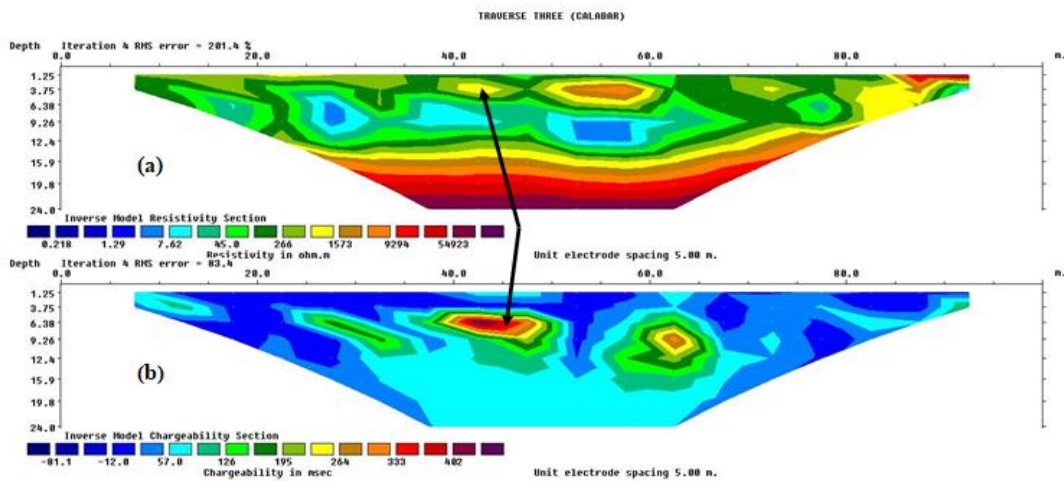 TRAVERSE THREE (CALABAR)
Depth Iteration 4 RMS error = 201.4 %
0.0 20.0 40.0 60.0 80.0 m.
1.25
3.75
6.38
9.26
12.4
15.9
(a)
19.8
24.0
Inverse Model Resistivity Section
0.218 1.29 7.62 45.0 266 1573 9294 54923
Resistivity in ohm.m Unit electrode spacing 5.00 m.
Depth Iteration 4 RMS error = 83.4
0.0 20.0 40.0 60.0 80.0 m.
1.25
3.75
6.38
9.26
12.4
(b)
15.9
19.8
24.0
Inverse Model Chargeability Section
-81.1 -12.0 57.0 126 195 264 333 402
Chargeability in msec Unit electrode spacing 5.00 m.